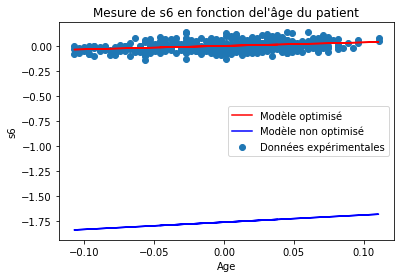 Mesure de s6 en fonction del'âge du patient
0.00
−0.25
−0.50
−0.75
−1.00
−1.25
−1.50
−1.75
s6
Modèle optimisé
Modèle non optimisé
Données expérimentales
−0.10
−0.05
0.00
0.05
0.10
Age